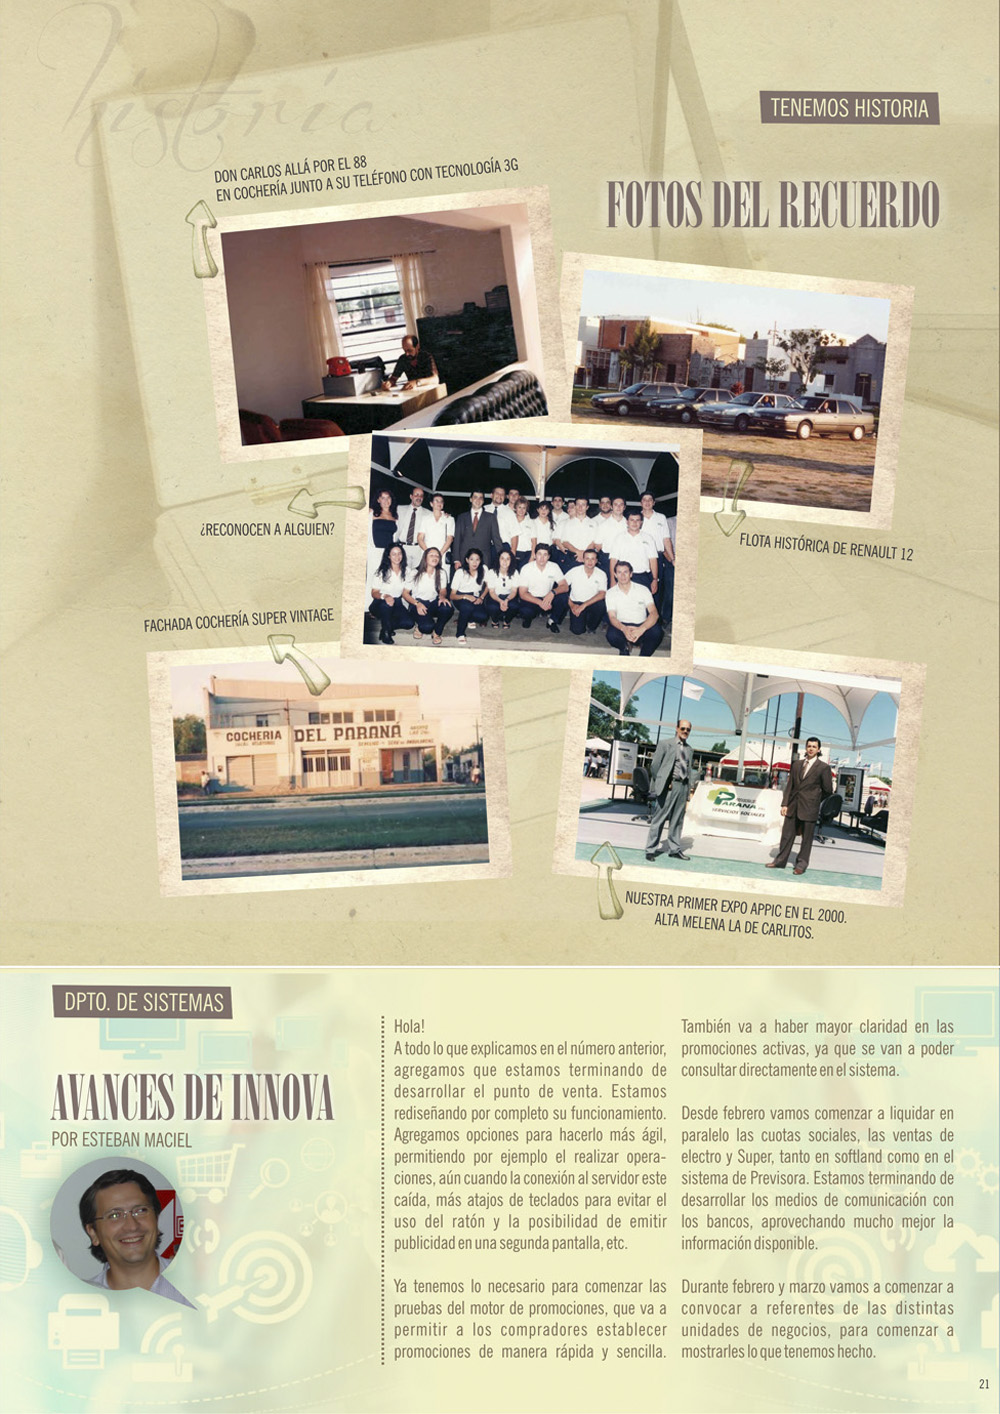 historia
TENEMOS HISTORIA
FOTOS DEL RECUERDO
DON CARLOS ALLÁ POR EL 88
EN COCHERÍA JUNTO A SU TELÉFONO CON TECNOLOGÍA 3G
¿RECONOCEN A ALGUIEN?
FLOTA HISTÓRICA DE RENAULT 12
FACHADA COCHERÍA SUPER VINTAGE
COCHERIA
DEL PARANÁ
PARANA
SERVICIOS SOCIALES
NUESTRA PRIMER EXPO APPIC EN EL 2000.
ALTA MELENA LA DE CARLITOS.
DPTO. DE SISTEMAS
AVANCES DE INNOVA
POR ESTEBAN MACIEL
Hola!
A todo lo que explicamos en el número anterior,
agregamos que estamos terminando de
desarrollar el punto de venta. Estamos
rediseñando por completo su funcionamiento.
Agregamos opciones para hacerlo más ágil,
permitiendo por ejemplo el realizar opera-
ciones, aún cuando la conexión al servidor este
caída, más atajos de teclados para evitar el
uso del ratón y la posibilidad de emitir
publicidad en una segunda pantalla, etc.
Ya tenemos lo necesario para comenzar las
pruebas del motor de promociones, que va a
permitir a los compradores establecer
promociones de manera rápida y sencilla.
También va a haber mayor claridad en las
promociones activas, ya que se van a poder
consultar directamente en el sistema.
Desde febrero vamos comenzar a liquidar en
paralelo las cuotas sociales, las ventas de
electro y Super, tanto en softland como en el
sistema de Previsora. Estamos terminando de
desarrollar los medios de comunicación con
los bancos, aprovechando mucho mejor la
información disponible.
Durante febrero y marzo vamos a comenzar a
convocar a referentes de las distintas
unidades de negocios, para comenzar a
mostrarles lo que tenemos hecho.
21